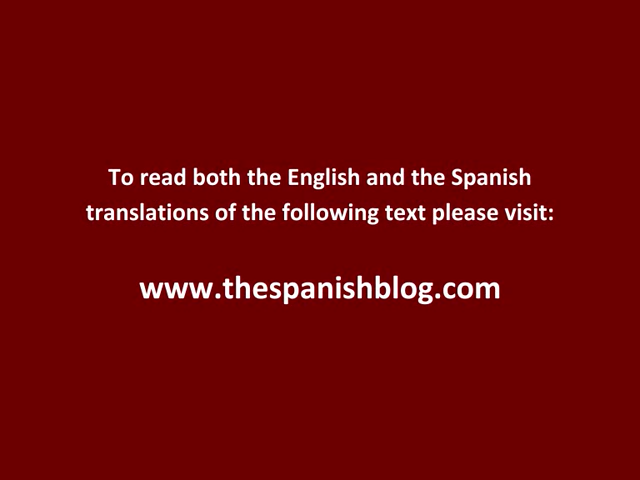 To read both the English and the Spanish
translations of the following text please visit:
www.thespanishblog.com